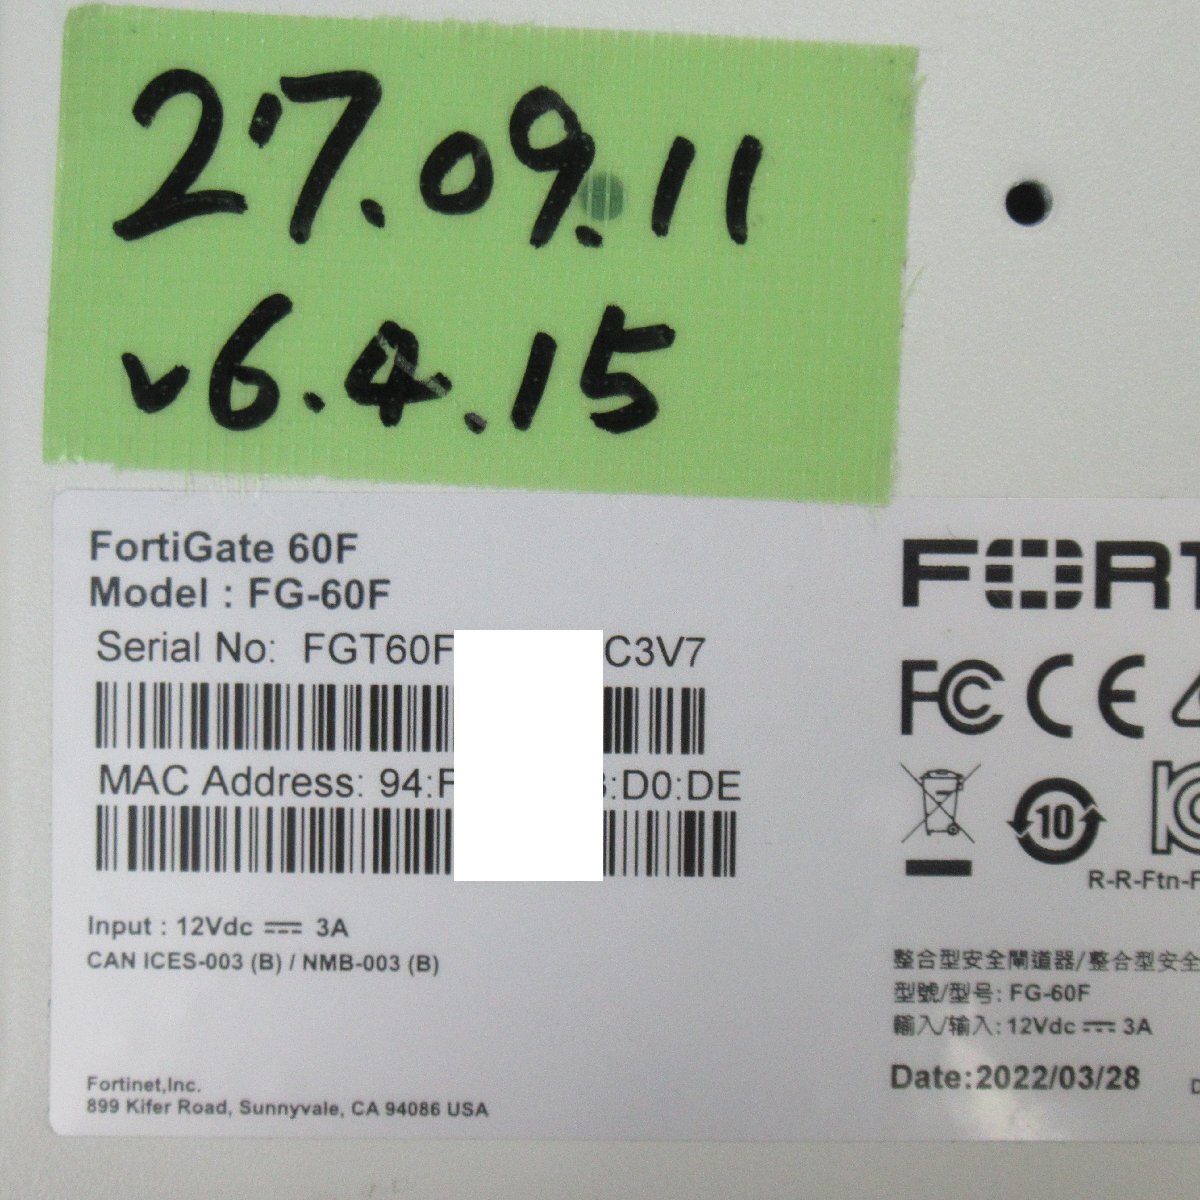 27.09.11
v6.4.15
FortiGate 60F
Model : FG-60F
Serial No: FGT60F C3V7
MAC Address: 94:F :D0:DE
Input : 12Vdc ⎓ 3A
CAN ICES-003 (B) / NMB-003 (B)
Fortinet,Inc.
899 Kifer Road, Sunnyvale, CA 94086 USA
FORT
FC CE
10
R-R-Ftn-F
整合型安全閘道器/整合型安全
型號/型号: FG-60F
輸入/输入: 12Vdc ⎓ 3A
Date:2022/03/28